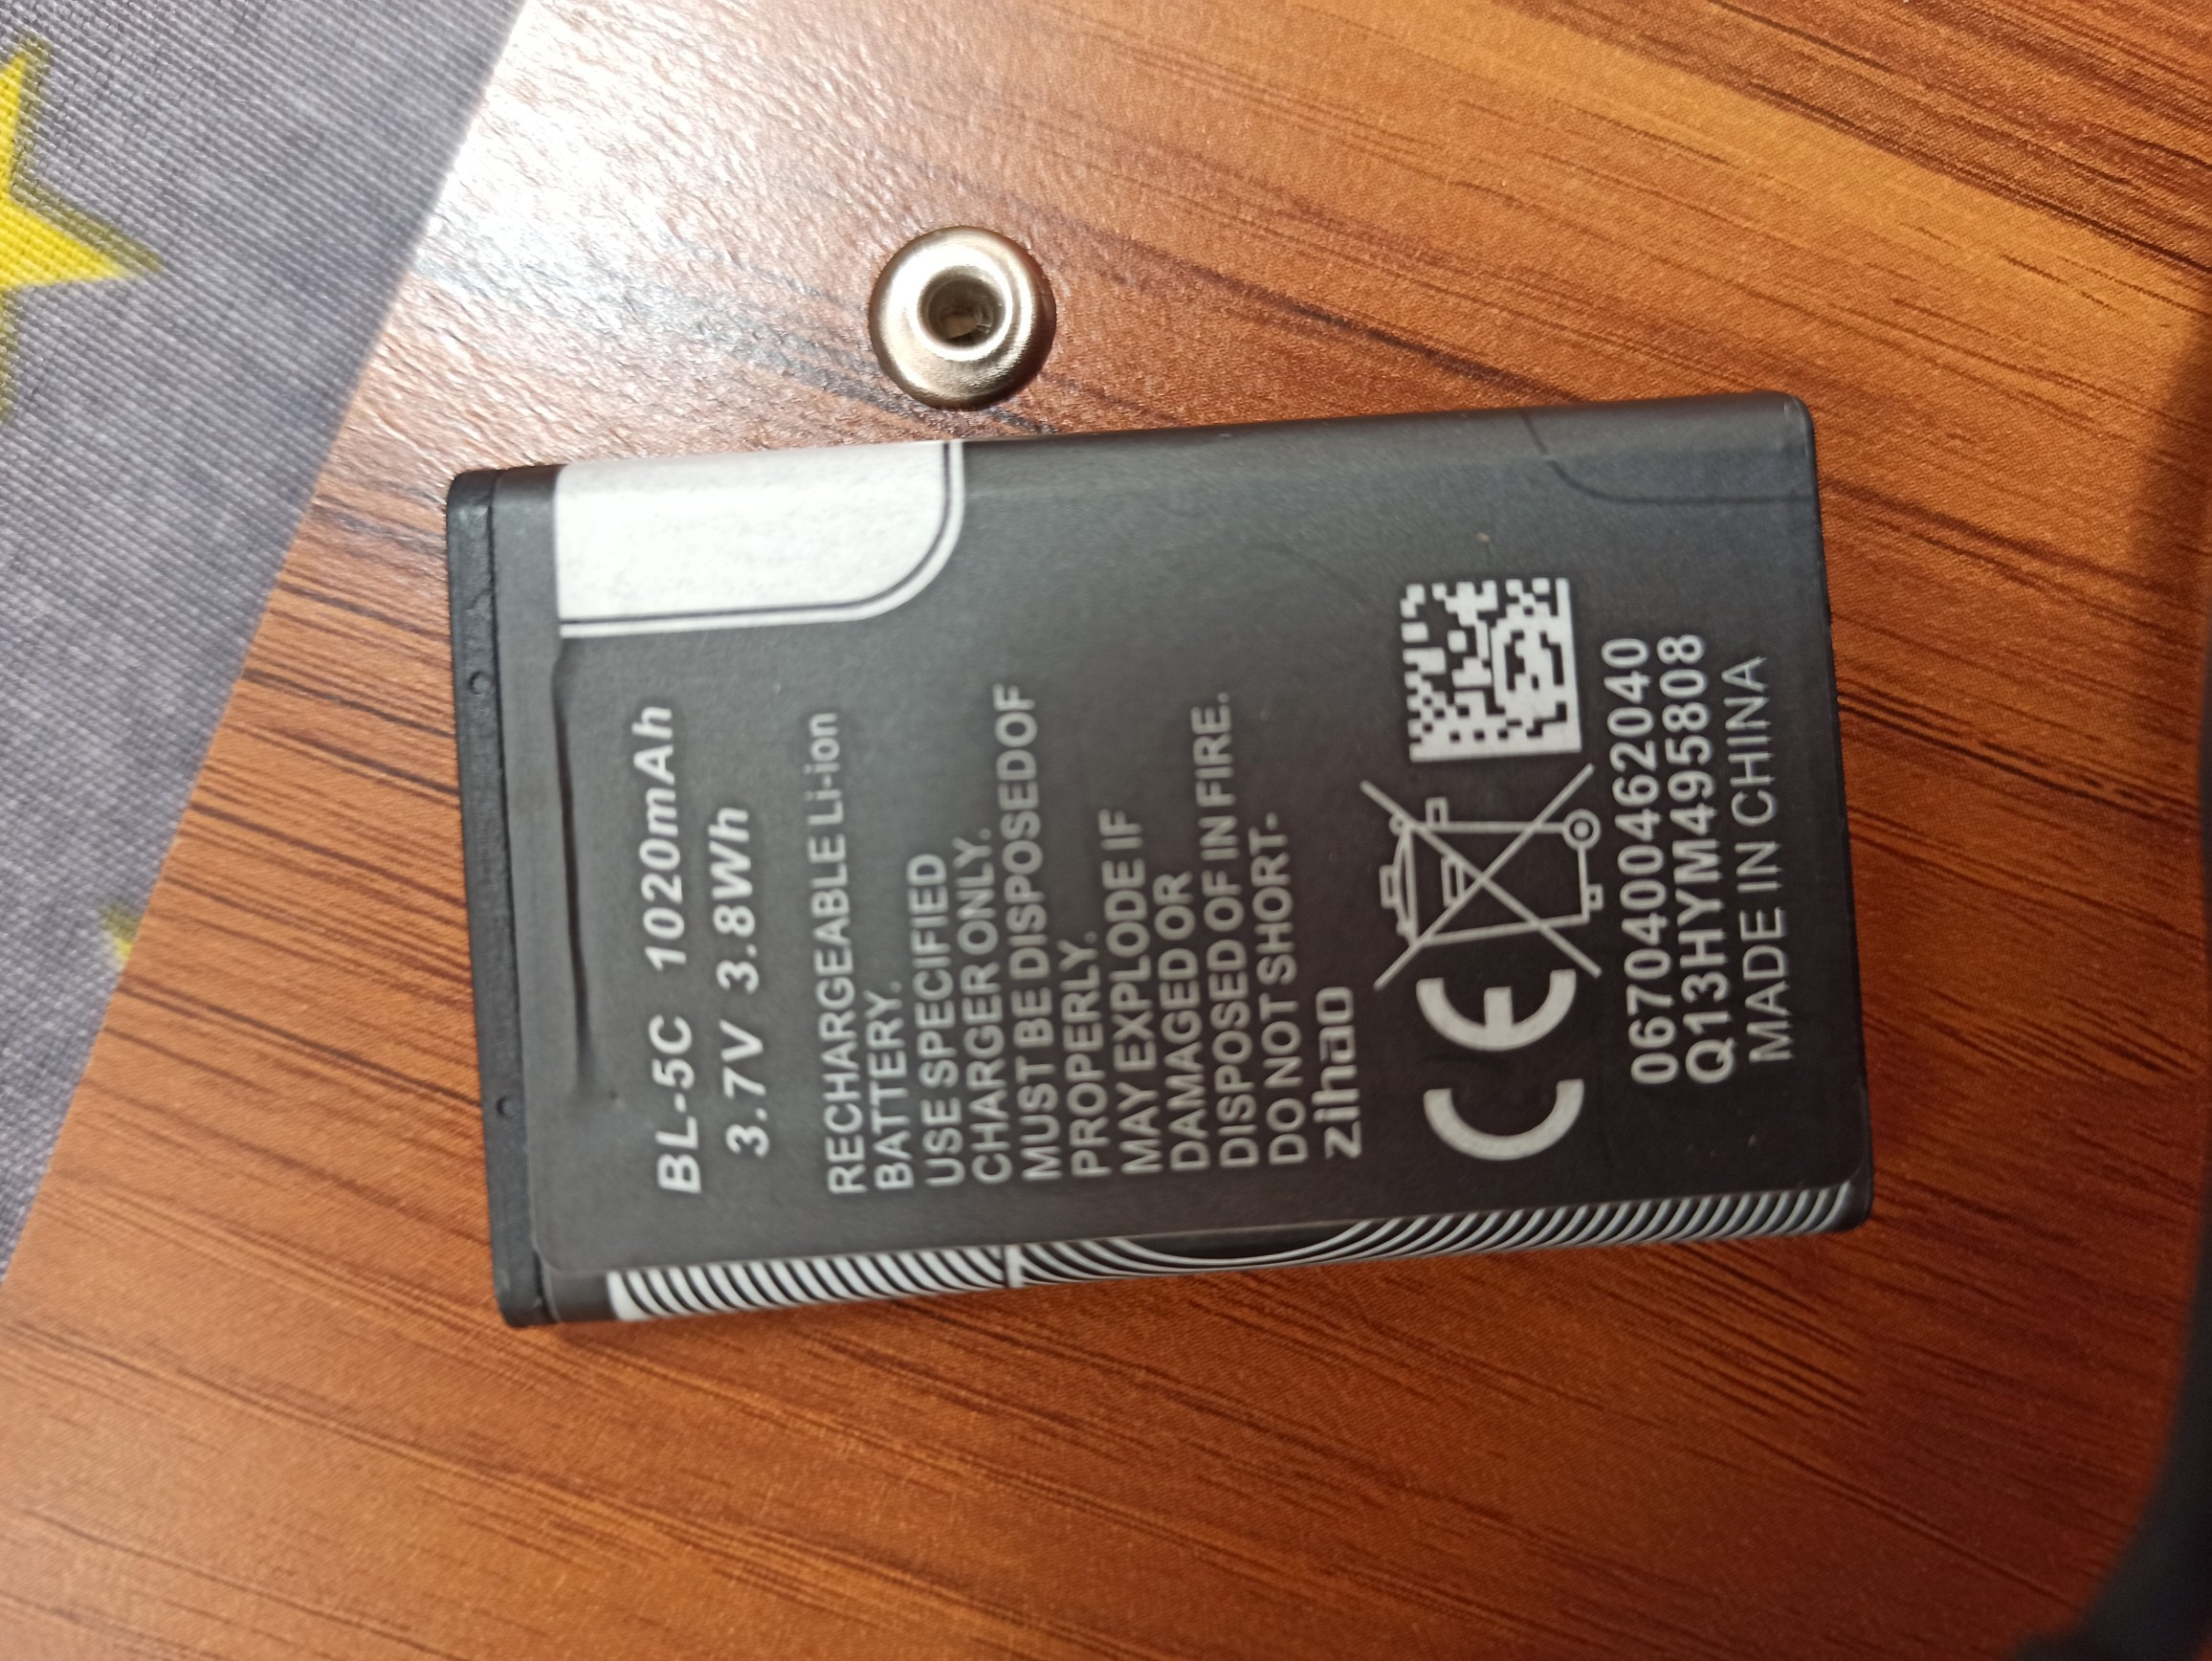 BL-5C 1020mAh
3.7V 3.8Wh
RECHARGEABLE Li-ion
BATTERY.
USE SPECIFIED
CHARGER ONLY.
MUST BE DISPOSEDOF
PROPERLY.
MAY EXPLODE IF
DAMAGED OR
DISPOSED OF IN FIRE.
DO NOT SHORT-
zihao
CE
0670400462040
Q13HYM495808
MADE IN CHINA